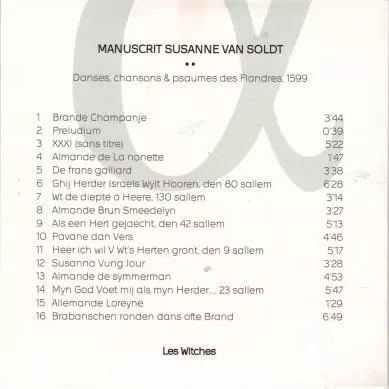 MANUSCRIT SUSANNE VAN SOLDT
Danses, chansons & psaumes des Flandres, 1599
1 Brande Champanje 3'44
2 Preludium 0'39
3 XXXI (sans titre) 5'22
4 Almande de La nonette 1'47
5 De frans galliard 3'38
6 Ghij Herder Israels Wylt Hooren, den 80 sallem 6'28
7 Wt de diepte o Heere, 130 sallem 3'14
8 Almande Brun Smeedelyn 3'27
9 Als een Hert gejaecht, den 42 sallem 5'13
10 Pavane dan Vers 4'46
11 Heer ich wil V Wt's Herten gront, den 9 sallem 5'17
12 Susanna Vung Jour 3'28
13 Almande de symmerman 4'53
14 Myn God Voet mij als myn Herder..., 23 sallem 5'47
15 Allemande Loreyne 1'29
16 Brabanschen ronden dans ofte Brand 6'49
Les Witches